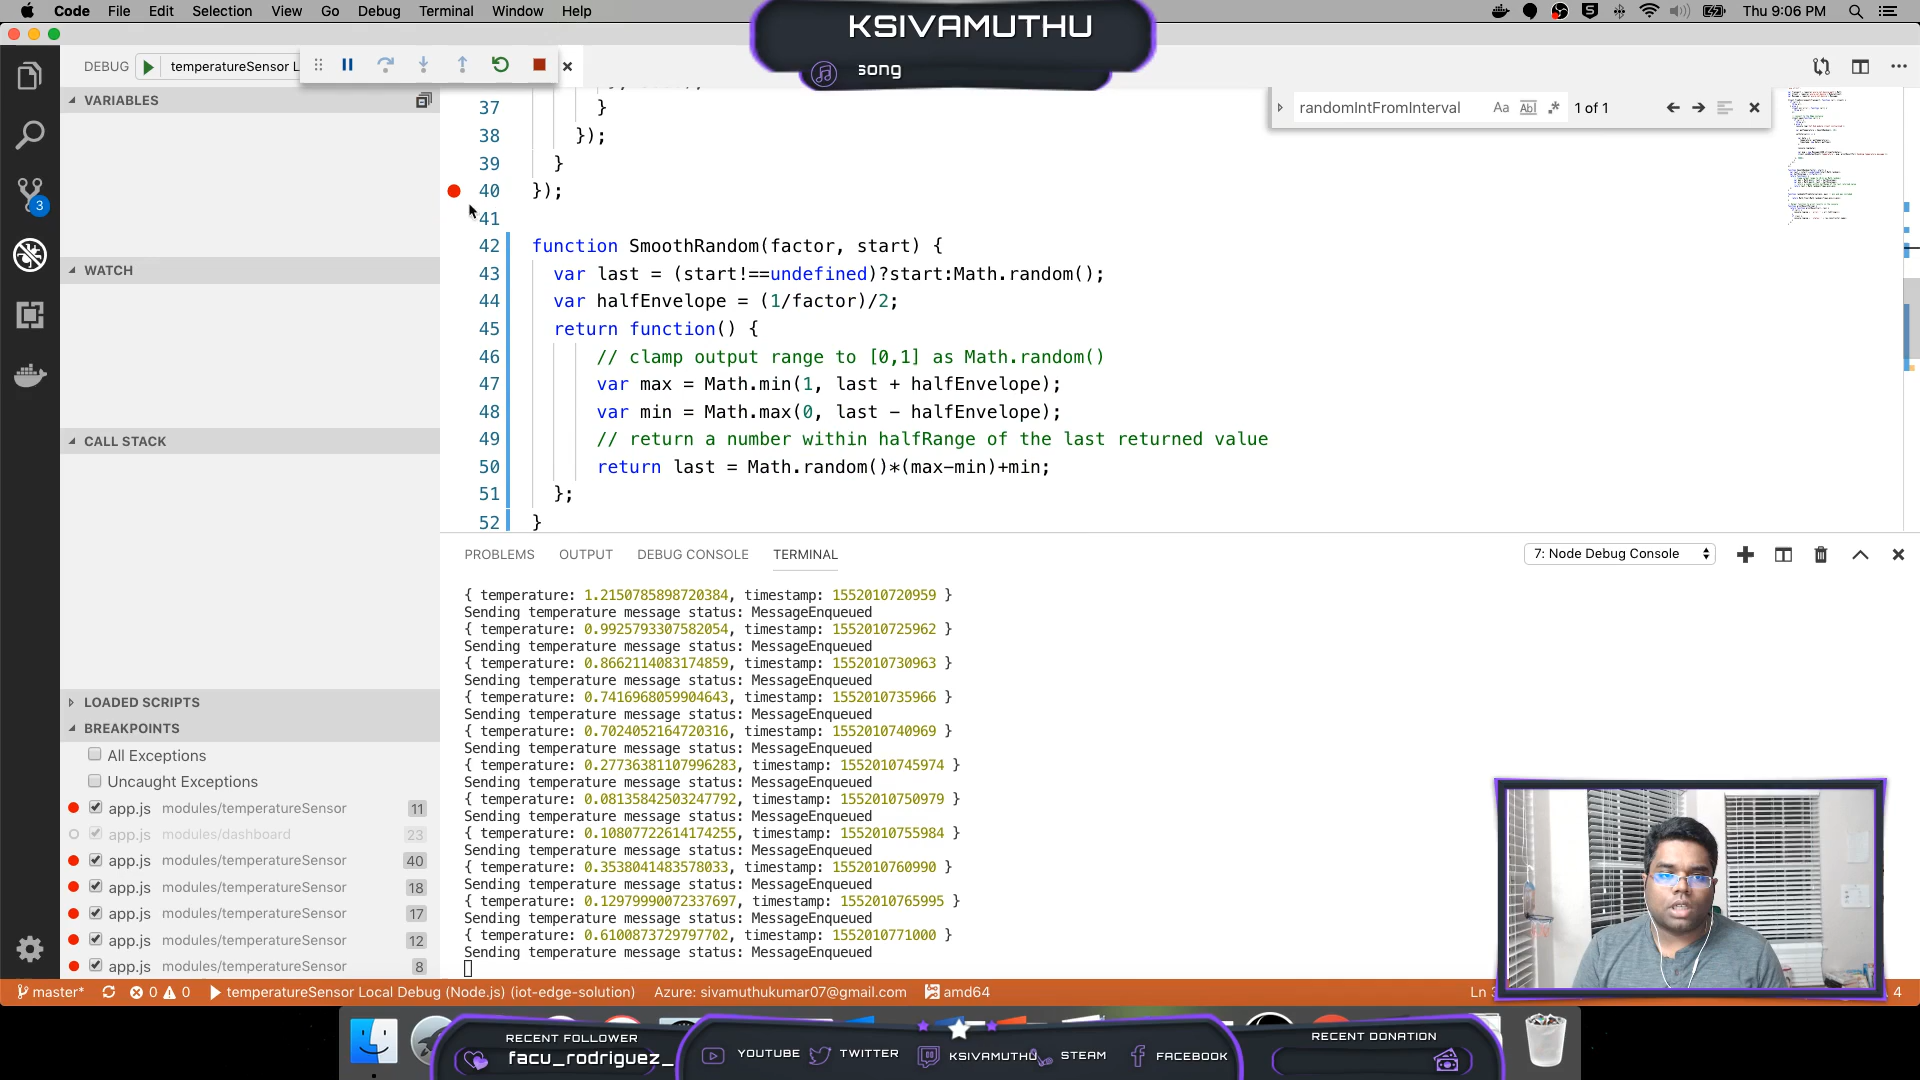 Code File Edit Selection View Go Debug Terminal Window Help
Thu 9:06 PM
KSIVAMUTHU
song
DEBUG temperatureSensor L
VARIABLES
WATCH
CALL STACK
LOADED SCRIPTS
BREAKPOINTS
All Exceptions
Uncaught Exceptions
app.js modules/temperatureSensor 11
app.js modules/dashboard 23
app.js modules/temperatureSensor 40
app.js modules/temperatureSensor 18
app.js modules/temperatureSensor 17
app.js modules/temperatureSensor 12
app.js modules/temperatureSensor 8
3
randomIntFromInterval Aa Abl .* 1 of 1
37 }
38 });
39 }
40 });
41
42 function SmoothRandom(factor, start) {
43 var last = (start!==undefined)?start:Math.random();
44 var halfEnvelope = (1/factor)/2;
45 return function() {
46 // clamp output range to [0,1] as Math.random()
47 var max = Math.min(1, last + halfEnvelope);
48 var min = Math.max(0, last - halfEnvelope);
49 // return a number within halfRange of the last returned value
50 return last = Math.random()*(max-min)+min;
51 };
52 }
PROBLEMS OUTPUT DEBUG CONSOLE TERMINAL
7: Node Debug Console
{ temperature: 1.2150785898720384, timestamp: 1552010720959 }
Sending temperature message status: MessageEnqueued
{ temperature: 0.9925793307582054, timestamp: 1552010725962 }
Sending temperature message status: MessageEnqueued
{ temperature: 0.8662114083174859, timestamp: 1552010730963 }
Sending temperature message status: MessageEnqueued
{ temperature: 0.7416968059904643, timestamp: 1552010735966 }
Sending temperature message status: MessageEnqueued
{ temperature: 0.7024052164720316, timestamp: 1552010740969 }
Sending temperature message status: MessageEnqueued
{ temperature: 0.27736381107996283, timestamp: 1552010745974 }
Sending temperature message status: MessageEnqueued
{ temperature: 0.08135842503247792, timestamp: 1552010750979 }
Sending temperature message status: MessageEnqueued
{ temperature: 0.10807722614174255, timestamp: 1552010755984 }
Sending temperature message status: MessageEnqueued
{ temperature: 0.3538041483578033, timestamp: 1552010760990 }
Sending temperature message status: MessageEnqueued
{ temperature: 0.12979990072337697, timestamp: 1552010765995 }
Sending temperature message status: MessageEnqueued
{ temperature: 0.6100873729797702, timestamp: 1552010771000 }
Sending temperature message status: MessageEnqueued
master* 0 0 temperatureSensor Local Debug (Node.js) (iot-edge-solution) Azure: sivamuthukumar07@gmail.com amd64 Ln 4
RECENT FOLLOWER
facu_rodriguez_
YOUTUBE TWITTER KSIVAMUTHU STEAM FACEBOOK
RECENT DONATION